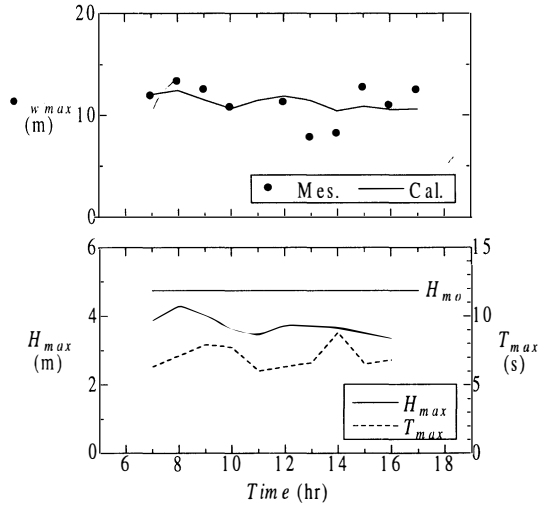 20
w max
10
(m)
Mes. Cal.
0
6 15
H mo
4 10
H max T max
(m) (s)
2 5
H max
T max
0 0
6 8 10 12 14 16 18
Time (hr)